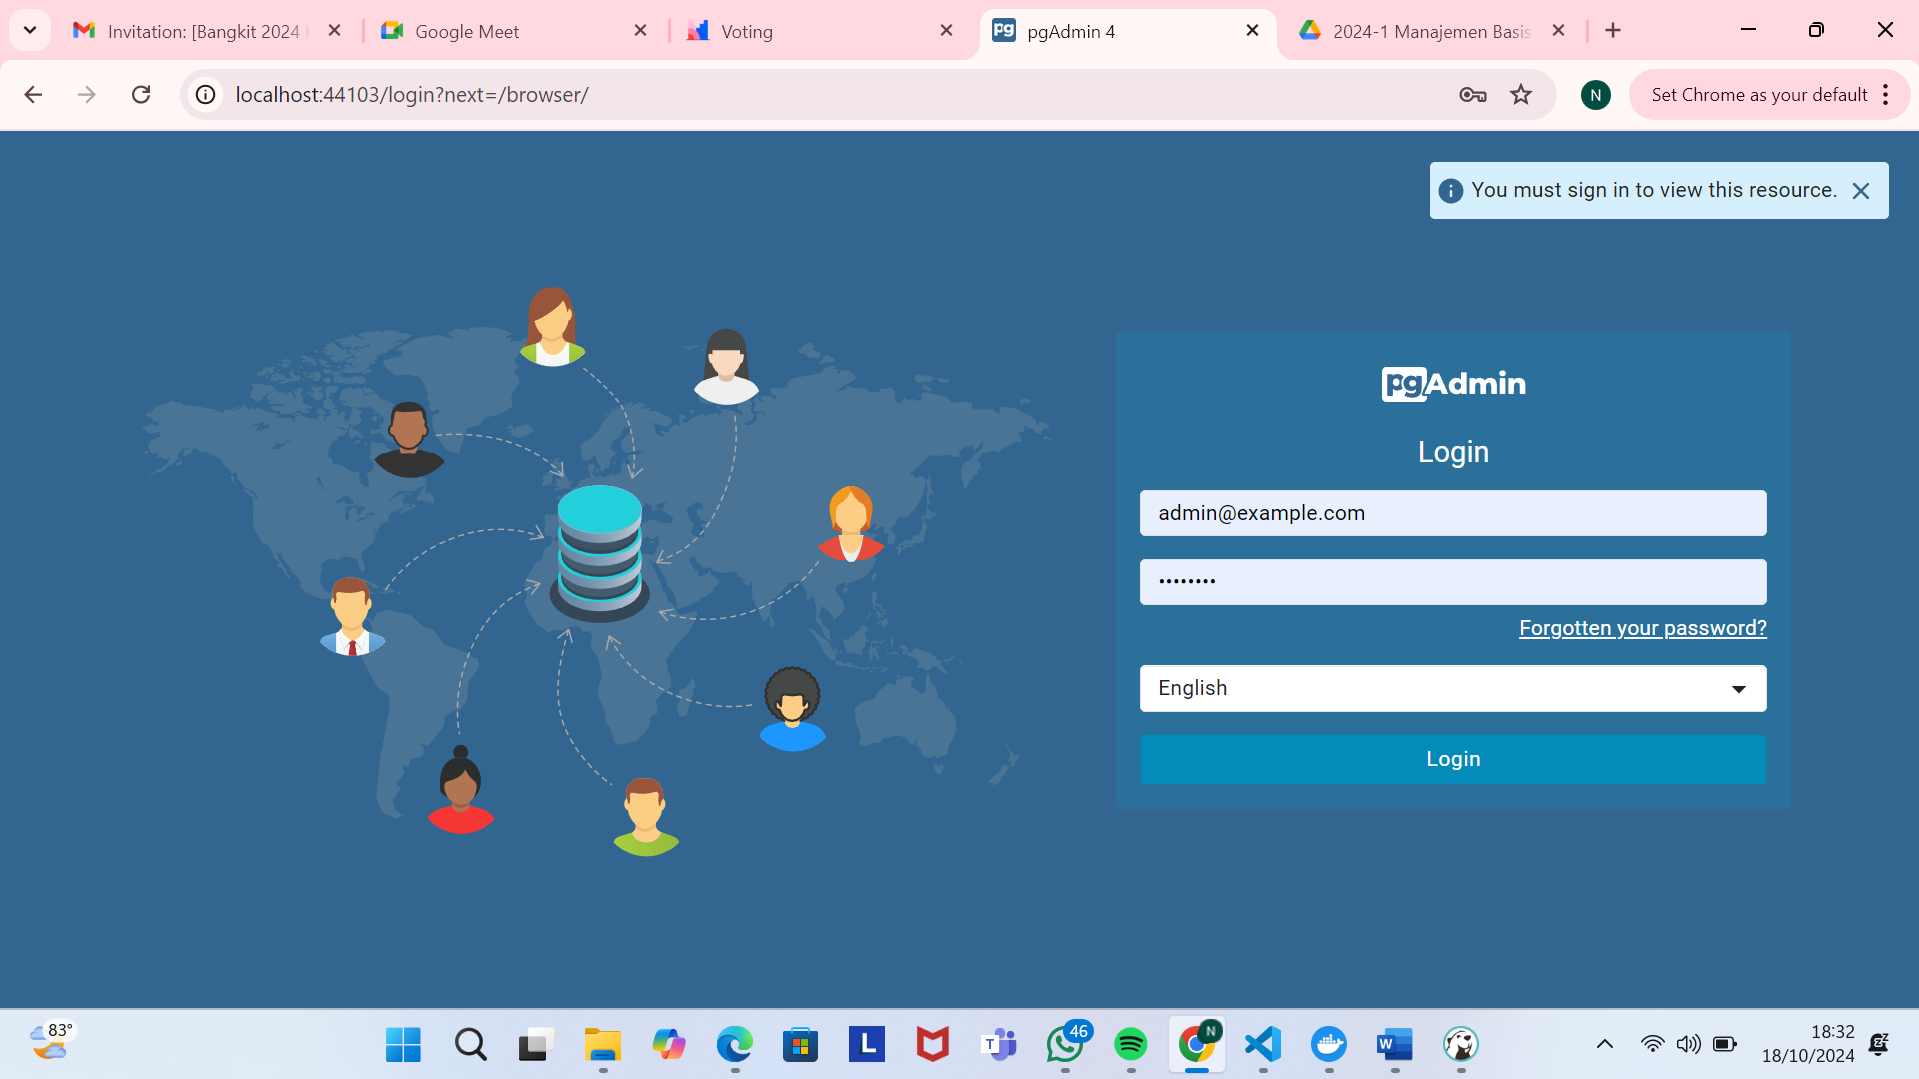 Invitation: [Bangkit 2024
Google Meet
Voting
pg
pgAdmin 4
2024-1 Manajemen Basis
localhost:44103/login?next=/browser/
N
Set Chrome as your default
You must sign in to view this resource.
pgAdmin
Login
admin@example.com
••••••••
Forgotten your password?
English
Login
83°
L
T
46
N
W
18:32
18/10/2024